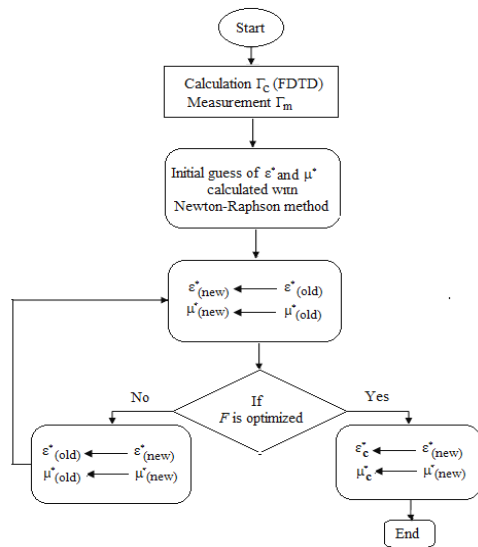 Start
Calculation Γc (FDTD)
Measurement Γm
Initial guess of ε* and μ*
calculated with
Newton-Raphson method
ε*(new) ← ε*(old)
μ*(new) ← μ*(old)
No
If
F is optimized
Yes
ε*(old) ← ε*(new)
μ*(old) ← μ*(new)
ε*c ← ε*(new)
μ*c ← μ*(new)
End